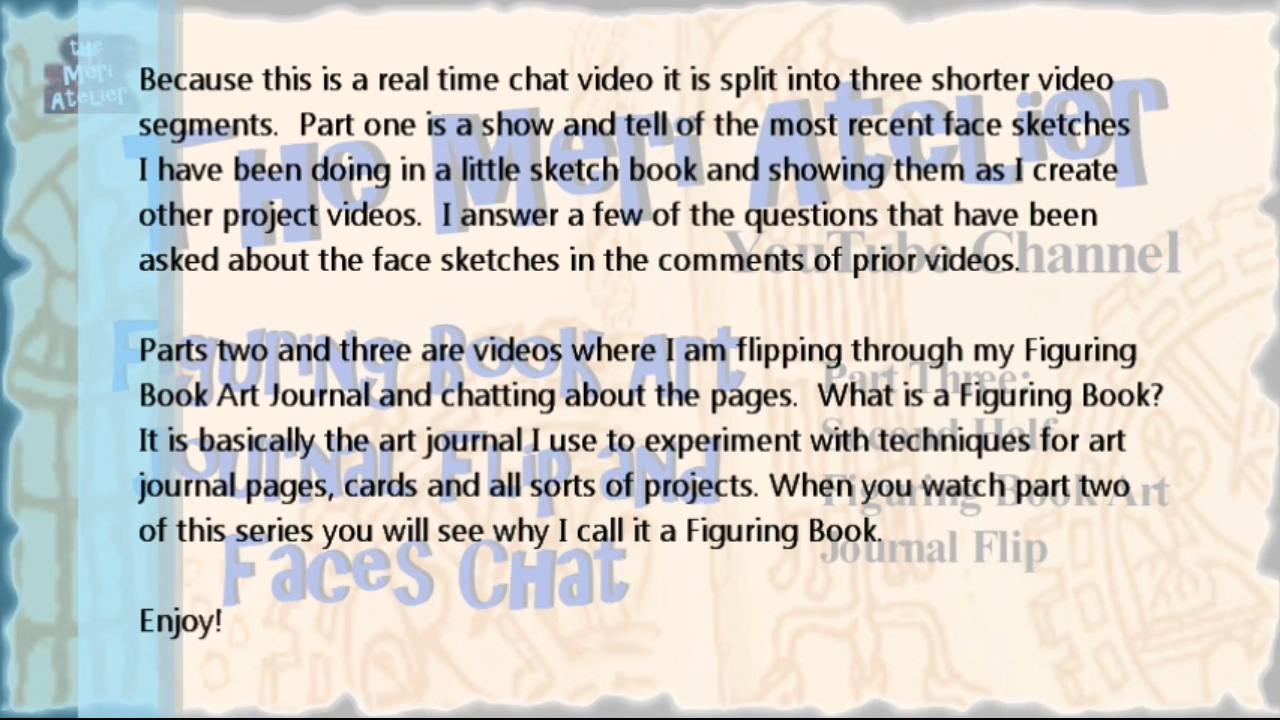 the
Meri
Atelier
Because this is a real time chat video it is split into three shorter video
segments.  Part one is a show and tell of the most recent face sketches
I have been doing in a little sketch book and showing them as I create
other project videos.  I answer a few of the questions that have been
asked about the face sketches in the comments of prior videos.
Parts two and three are videos where I am flipping through my Figuring
Book Art Journal and chatting about the pages.  What is a Figuring Book?
It is basically the art journal I use to experiment with techniques for art
journal pages, cards and all sorts of projects. When you watch part two
of this series you will see why I call it a Figuring Book.
Enjoy!
The Meri Atelier
YouTube Channel
Figuring Book Art
Journal Flip and
Faces Chat
Part Three:
Second Half
Figuring Book Art
Journal Flip